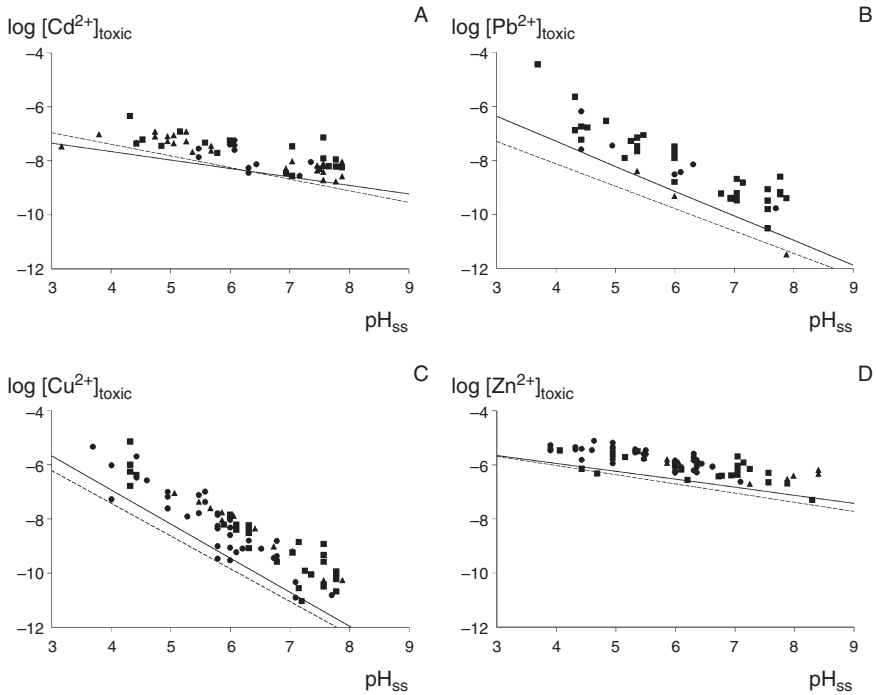 log [Cd2+]toxic
A
−4
−6
−8
−10
−12
3 4 5 6 7 8 9
pHss
log [Pb2+]toxic
B
−4
−6
−8
−10
−12
3 4 5 6 7 8 9
pHss
log [Cu2+]toxic
C
−4
−6
−8
−10
−12
3 4 5 6 7 8 9
pHss
log [Zn2+]toxic
D
−4
−6
−8
−10
−12
3 4 5 6 7 8 9
pHss